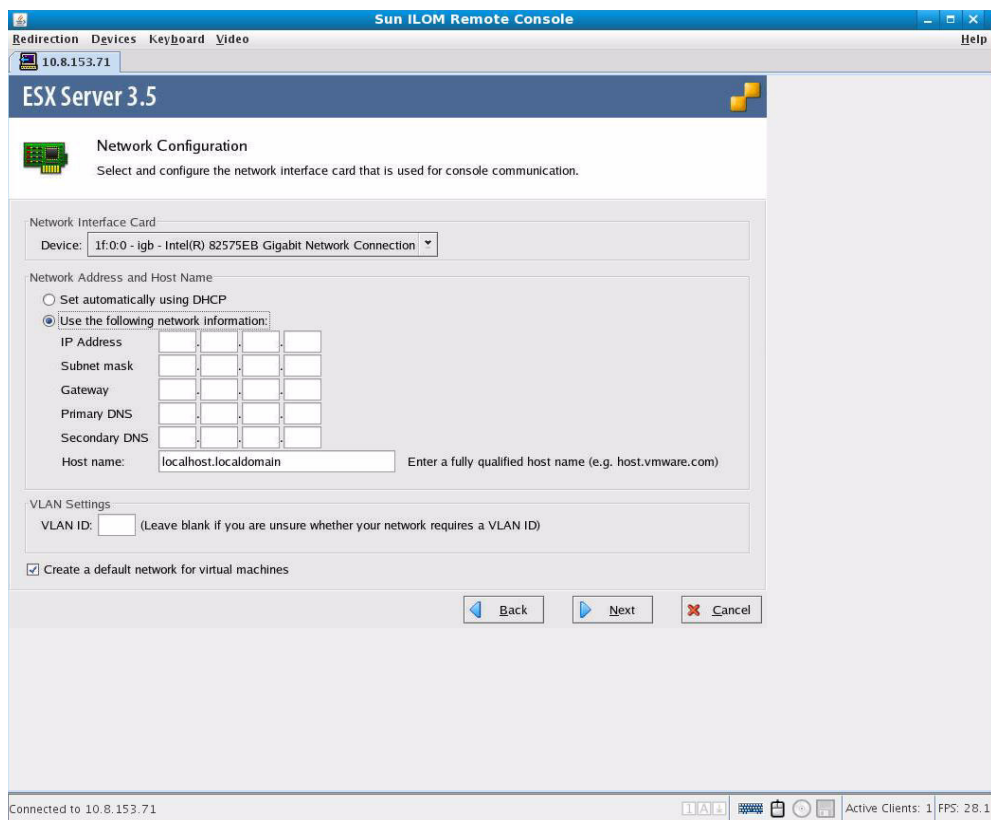 Sun ILOM Remote Console
Redirection Devices Keyboard Video Help
10.8.153.71
ESX Server 3.5
Network Configuration
Select and configure the network interface card that is used for console communication.
Network Interface Card
Device: 1f:0:0 - igb - Intel(R) 82575EB Gigabit Network Connection
Network Address and Host Name
Set automatically using DHCP
Use the following network information:
IP Address . . .
Subnet mask . . .
Gateway . . .
Primary DNS . . .
Secondary DNS . . .
Host name: localhost.localdomain Enter a fully qualified host name (e.g. host.vmware.com)
VLAN Settings
VLAN ID: (Leave blank if you are unsure whether your network requires a VLAN ID)
Create a default network for virtual machines
Back Next Cancel
Connected to 10.8.153.71 1 A Active Clients: 1 FPS: 28.1